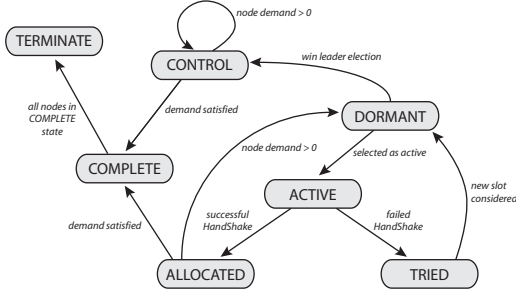 node demand > 0
TERMINATE
CONTROL
win leader election
all nodes in
COMPLETE
state
demand satisfied
DORMANT
node demand > 0
selected as active
COMPLETE
ACTIVE
new slot
considered
demand satisfied
successful
HandShake
failed
HandShake
ALLOCATED
TRIED